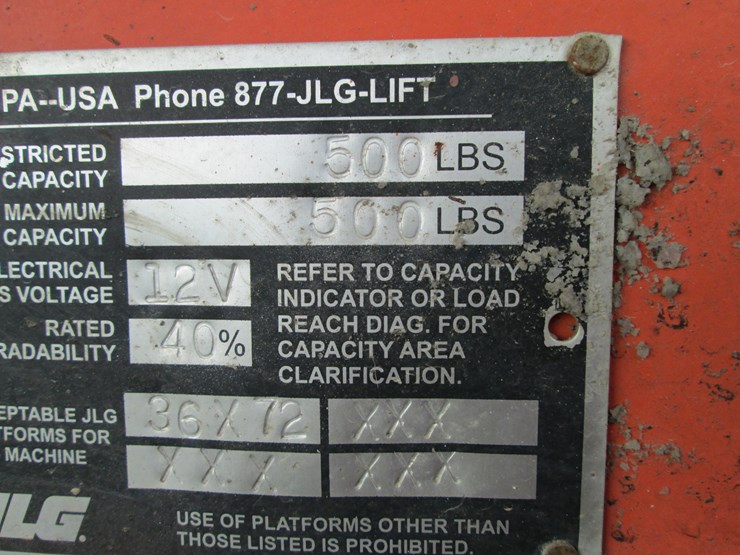 PA--USA Phone 877-JLG-LIFT
STRICTED CAPACITY 500 LBS
MAXIMUM CAPACITY 500 LBS
LECTRICAL S VOLTAGE 12V
RATED RADABILITY 40%
REFER TO CAPACITY
INDICATOR OR LOAD
REACH DIAG. FOR
CAPACITY AREA
CLARIFICATION.
EPTABLE JLG
TFORMS FOR
MACHINE
36 X 72 XXX
XXX XXX
JLG.
USE OF PLATFORMS OTHER THAN
THOSE LISTED IS PROHIBITED.